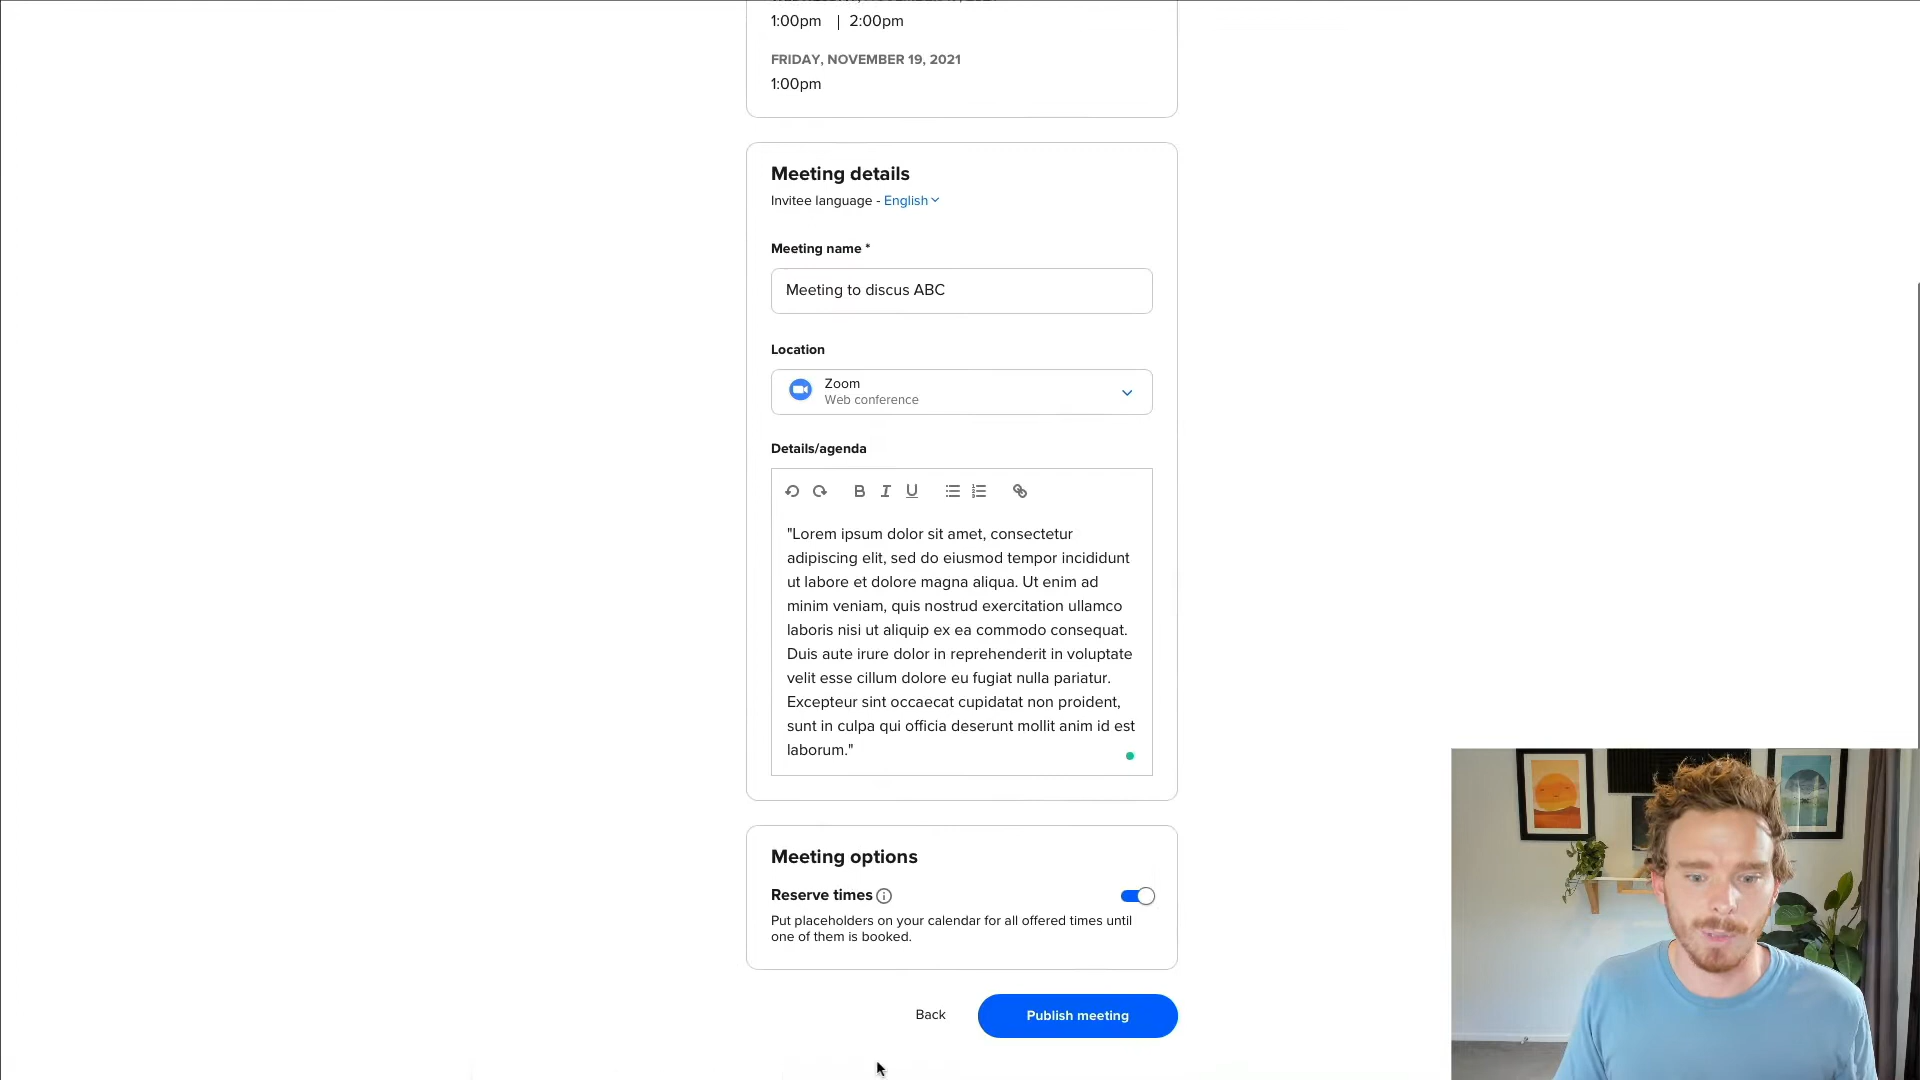 1:00pm | 2:00pm
FRIDAY, NOVEMBER 19, 2021
1:00pm
Meeting details
Invitee language - English
Meeting name *
Meeting to discus ABC
Location
Zoom
Web conference
Details/agenda
B I U
"Lorem ipsum dolor sit amet, consectetur
adipiscing elit, sed do eiusmod tempor incididunt
ut labore et dolore magna aliqua. Ut enim ad
minim veniam, quis nostrud exercitation ullamco
laboris nisi ut aliquip ex ea commodo consequat.
Duis aute irure dolor in reprehenderit in voluptate
velit esse cillum dolore eu fugiat nulla pariatur.
Excepteur sint occaecat cupidatat non proident,
sunt in culpa qui officia deserunt mollit anim id est
laborum."
Meeting options
Reserve times
Put placeholders on your calendar for all offered times until
one of them is booked.
Back
Publish meeting